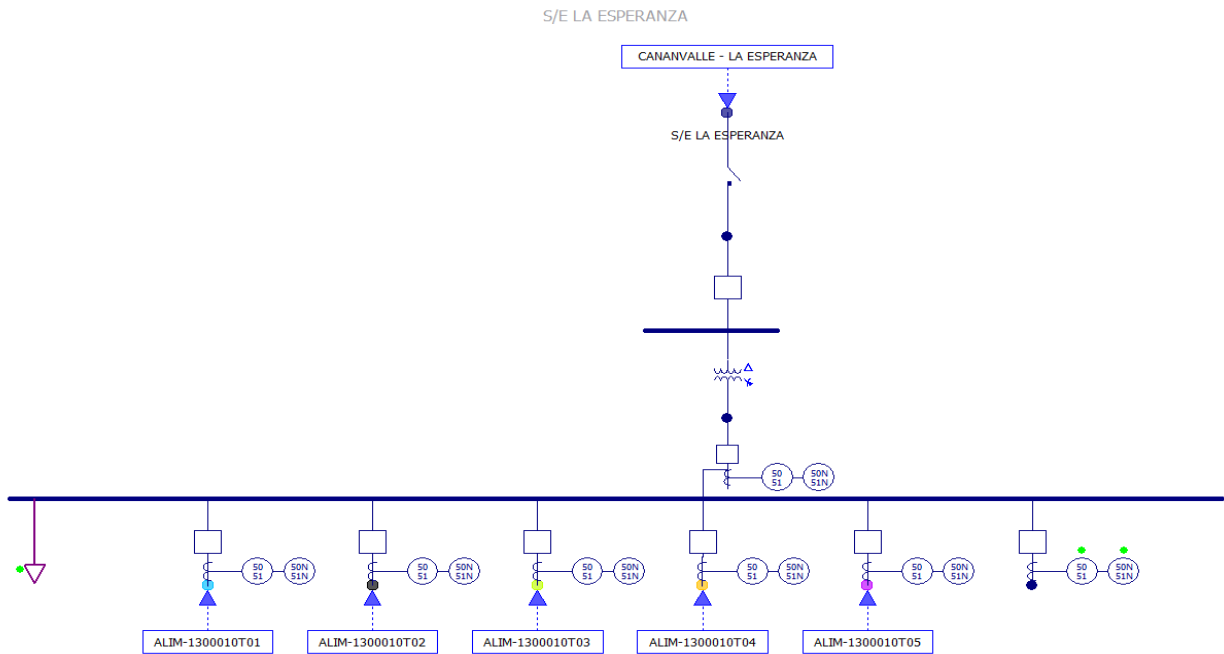 S/E LA ESPERANZA
CANANVALLE - LA ESPERANZA
S/E LA ESPERANZA
50
51
50N
51N
50
51
50N
51N
50
51
50N
51N
50
51
50N
51N
50
51
50N
51N
50
51
50N
51N
50
51
50N
51N
ALIM-1300010T01
ALIM-1300010T02
ALIM-1300010T03
ALIM-1300010T04
ALIM-1300010T05